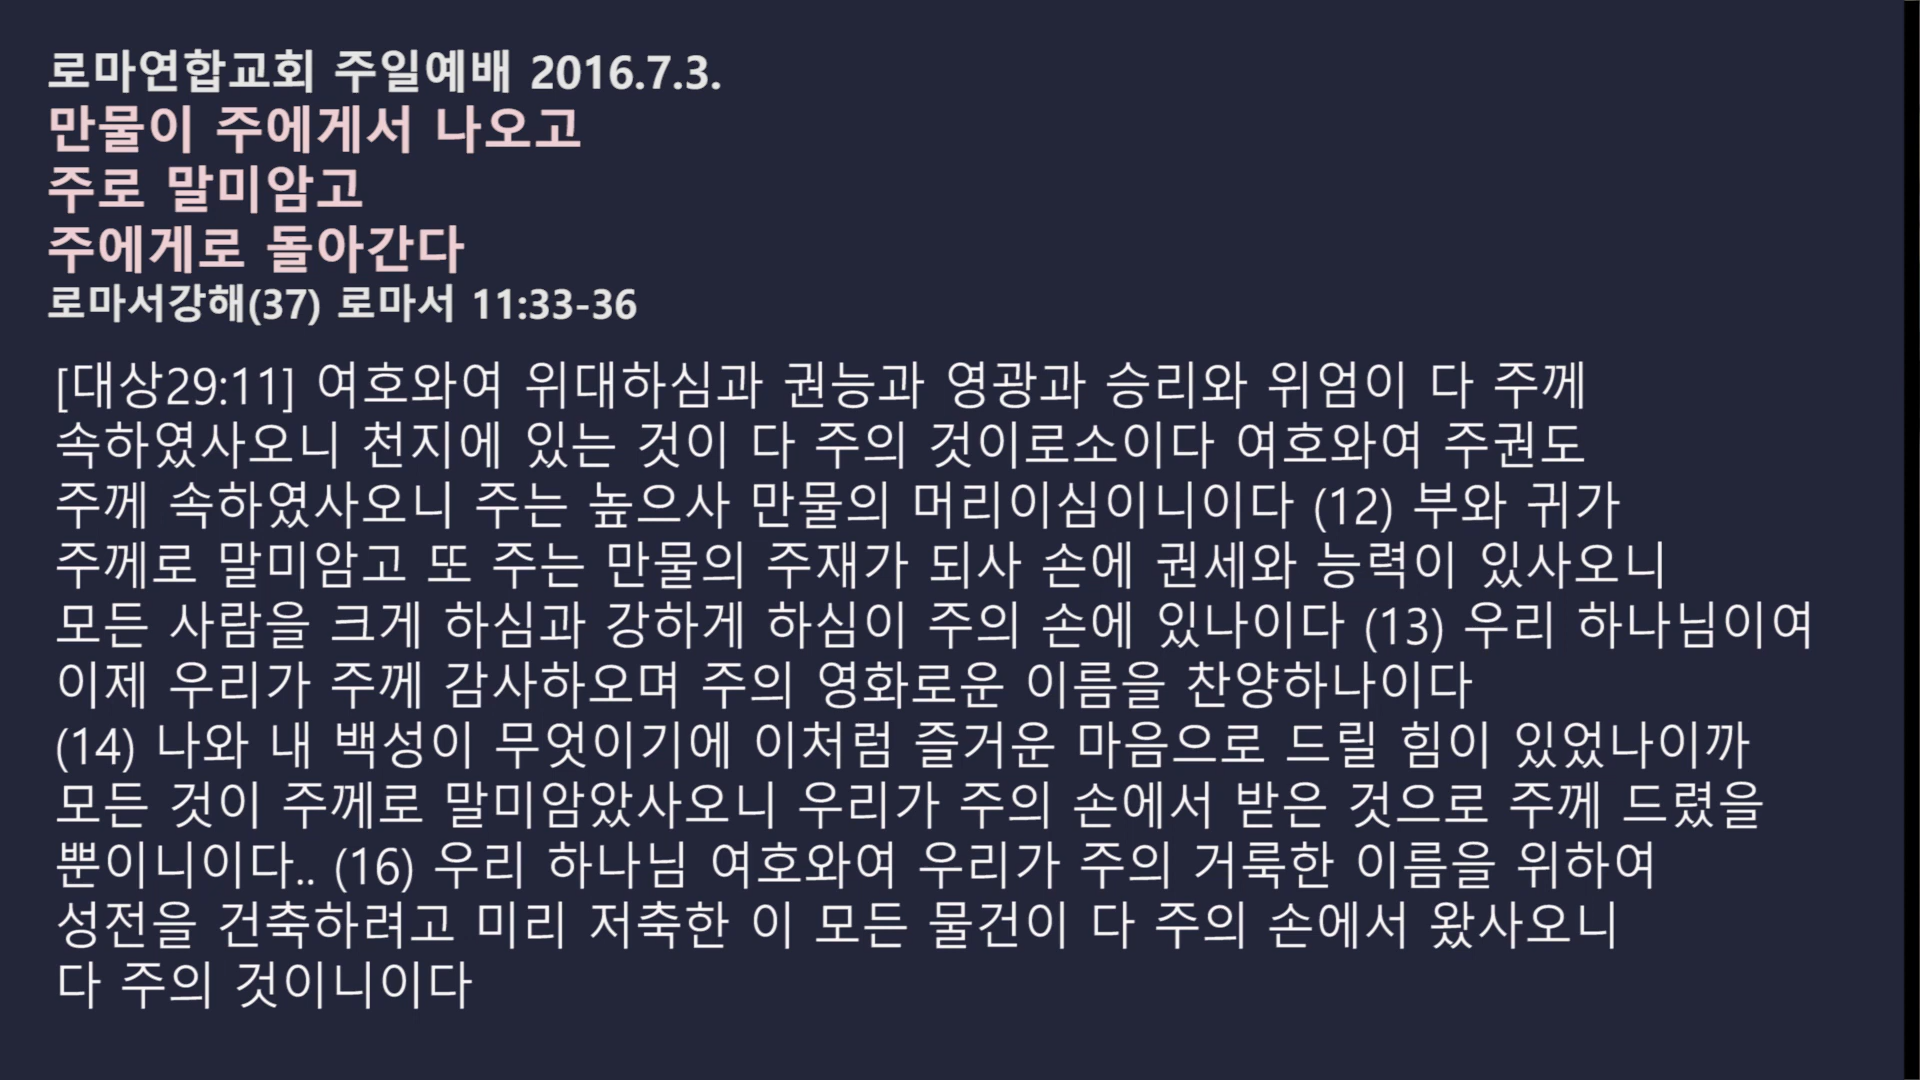 로마연합교회 주일예배 2016.7.3.
만물이 주에게서 나오고
주로 말미암고
주에게로 돌아간다
로마서강해(37) 로마서 11:33-36
[대상29:11] 여호와여 위대하심과 권능과 영광과 승리와 위엄이 다 주께
속하였사오니 천지에 있는 것이 다 주의 것이로소이다 여호와여 주권도
주께 속하였사오니 주는 높으사 만물의 머리이심이니이다 (12) 부와 귀가
주께로 말미암고 또 주는 만물의 주재가 되사 손에 권세와 능력이 있사오니
모든 사람을 크게 하심과 강하게 하심이 주의 손에 있나이다 (13) 우리 하나님이여
이제 우리가 주께 감사하오며 주의 영화로운 이름을 찬양하나이다
(14) 나와 내 백성이 무엇이기에 이처럼 즐거운 마음으로 드릴 힘이 있었나이까
모든 것이 주께로 말미암았사오니 우리가 주의 손에서 받은 것으로 주께 드렸을
뿐이니이다.. (16) 우리 하나님 여호와여 우리가 주의 거룩한 이름을 위하여
성전을 건축하려고 미리 저축한 이 모든 물건이 다 주의 손에서 왔사오니
다 주의 것이니이다